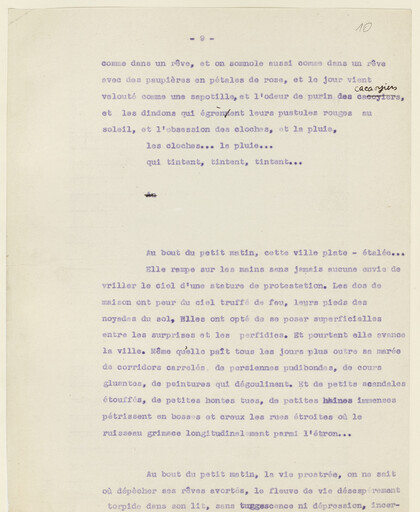 10
- 9 -
comme dans un rêve, et on somnole aussi comme dans un rêve
avec des paupières en pétales de rose, et le jour vient
velouté comme une sapotille, et l'odeur de purin des cacoyers
cacaoyers
et les dindons qui égrènent leurs pustules rouges au
soleil, et l'obsession des cloches, et la pluie,
les cloches... la pluie...
qui tintent, tintent, tintent...
Au bout du petit matin, cette ville plate - étalée...
Elle rampe sur les mains sans jamais aucune envie de
vriller le ciel d'une stature de protestation. Les dos de
maison ont peur du ciel truffé de feu, leurs pieds des
noyades du sol, Elles ont opté de se poser superficielles
entre les surprises et les perfidies. Et pourtant elle avance
la ville. Même qu'elle paît tous les jours plus outre sa marée
de corridors carrelés, de persiennes pudibondes, de cours
gluantes, de peintures qui dégoulinent. Et de petits scandales
étouffés, de petites hontes tues, de petites haines immenses
pétrissent en bosses et creux les rues étroites où le
ruisseau grimace longitudinalement parmi l'étron...
Au bout du petit matin, la vie prostrée, on ne sait
où dépêcher ses rêves avortés, le fleuve de vie désespérément
torpide dans son lit, sans tuggescence ni dépression, incer-